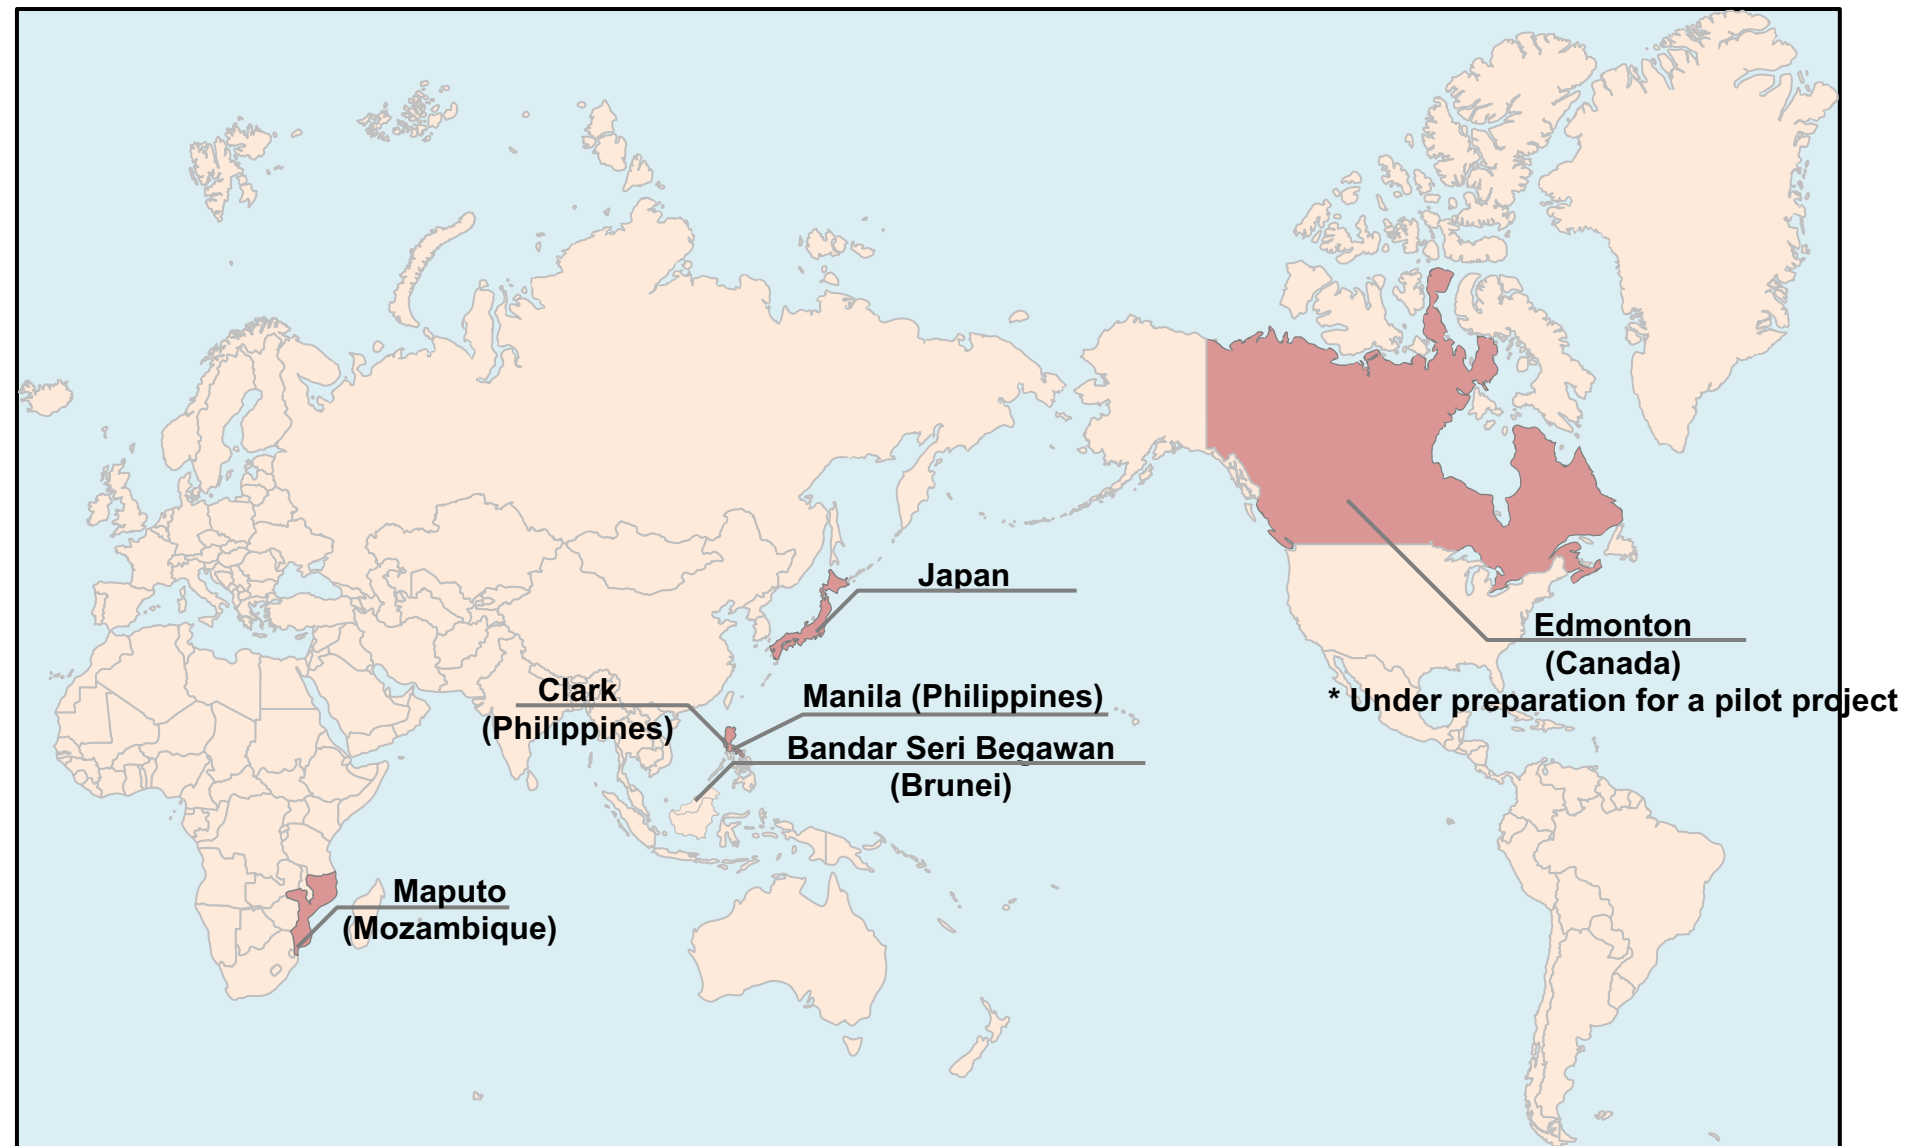 Japan
Edmonton
(Canada)
* Under preparation for a pilot project
Clark
(Philippines)
Manila (Philippines)
Bandar Seri Begawan
(Brunei)
Maputo
(Mozambique)